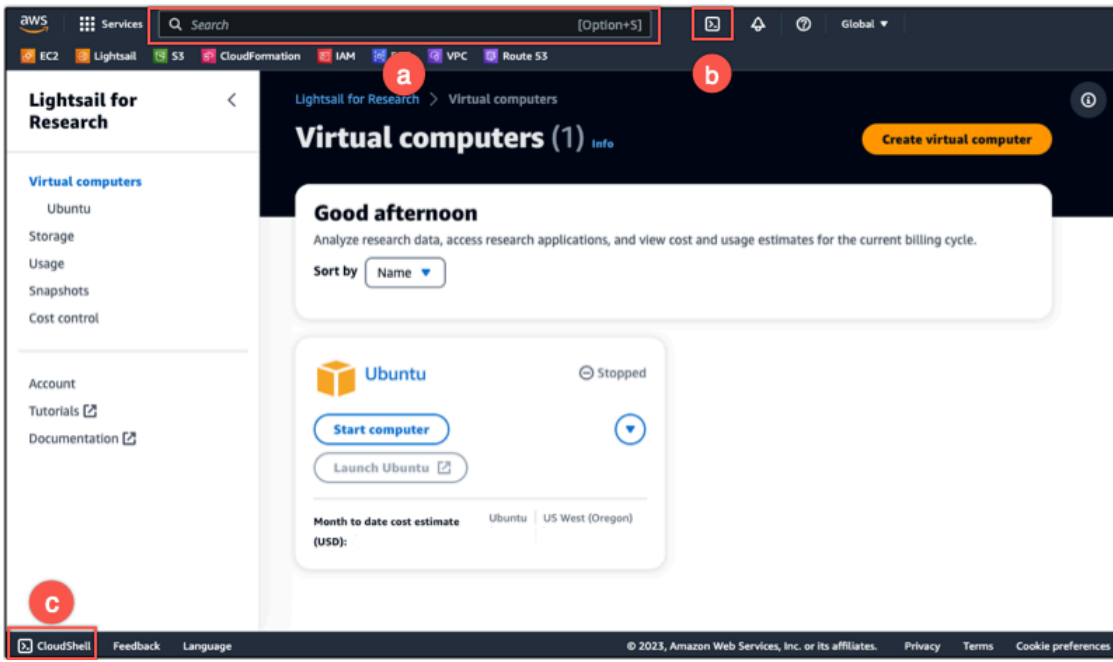 aws Services Search [Option+S] Global
EC2 Lightsail S3 CloudFormation IAM VPC Route 53
a
b
Lightsail for
Research
Virtual computers
Ubuntu
Storage
Usage
Snapshots
Cost control
Account
Tutorials
Documentation
Lightsail for Research > Virtual computers
Virtual computers (1) Info
Create virtual computer
Good afternoon
Analyze research data, access research applications, and view cost and usage estimates for the current billing cycle.
Sort by Name
Ubuntu Stopped
Start computer
Launch Ubuntu
Month to date cost estimate Ubuntu US West (Oregon)
(USD):
c
CloudShell Feedback Language © 2023, Amazon Web Services, Inc. or its affiliates. Privacy Terms Cookie preferences